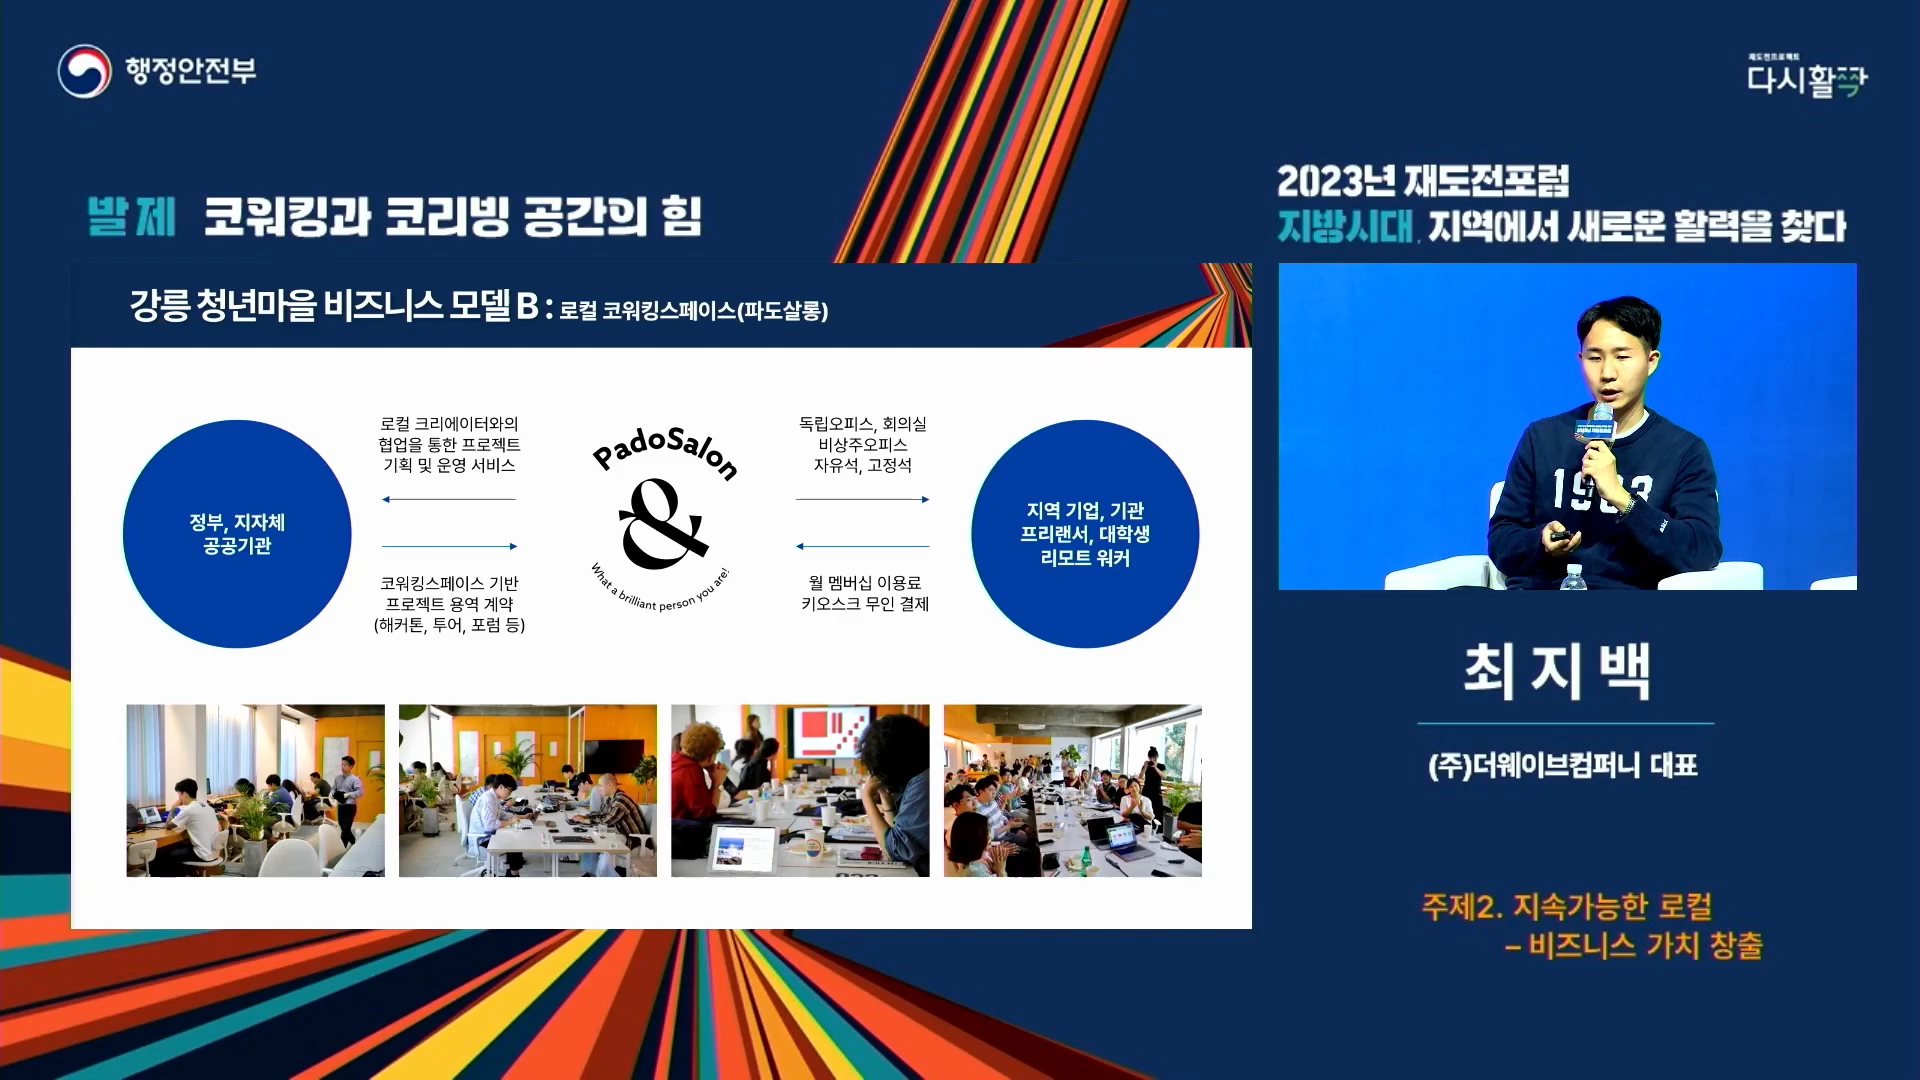 행정안전부
재도전프로젝트
다시활짝
발제 코워킹과 코리빙 공간의 힘
2023년 재도전포럼
지방시대, 지역에서 새로운 활력을 찾다
강릉 청년마을 비즈니스 모델 B : 로컬 코워킹스페이스(파도살롱)
정부, 지자체
공공기관
로컬 크리에이터와의
협업을 통한 프로젝트
기획 및 운영 서비스
코워킹스페이스 기반
프로젝트 용역 계약
(해커톤, 투어, 포럼 등)
PadoSalon
&
What a brilliant person you are!
독립오피스, 회의실
비상주오피스
자유석, 고정석
월 멤버십 이용료
키오스크 무인 결제
지역 기업, 기관
프리랜서, 대학생
리모트 워커
1983
최지백
(주)더웨이브컴퍼니 대표
주제2. 지속가능한 로컬
– 비즈니스 가치 창출